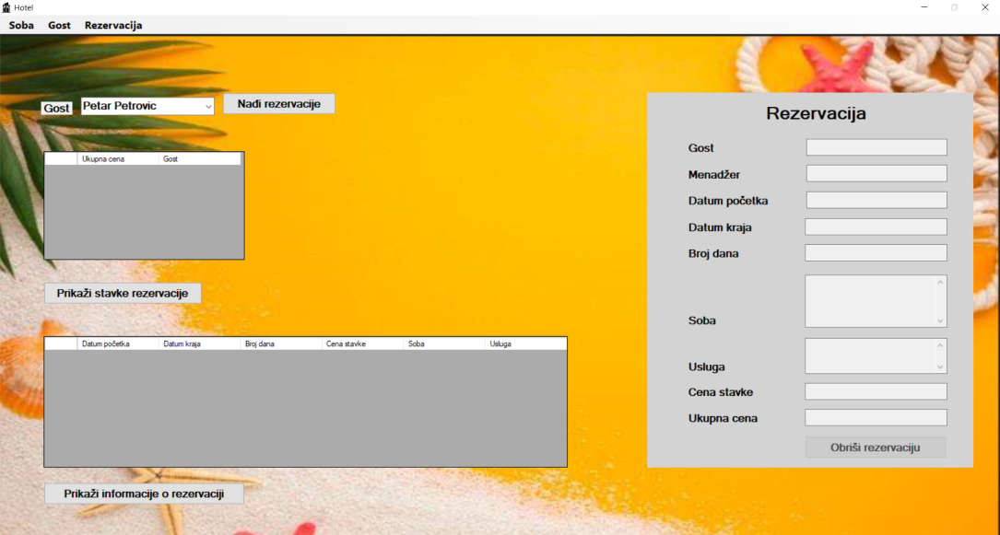 Hotel
Soba Gost Rezervacija
Gost Petar Petrovic Nađi rezervacije
Ukupna cena Gost
Prikaži stavke rezervacije
Datum početka Datum kraja Broj dana Cena stavke Soba Usluga
Prikaži informacije o rezervaciji
Rezervacija
Gost
Menadžer
Datum početka
Datum kraja
Broj dana
Soba
Usluga
Cena stavke
Ukupna cena
Obriši rezervaciju